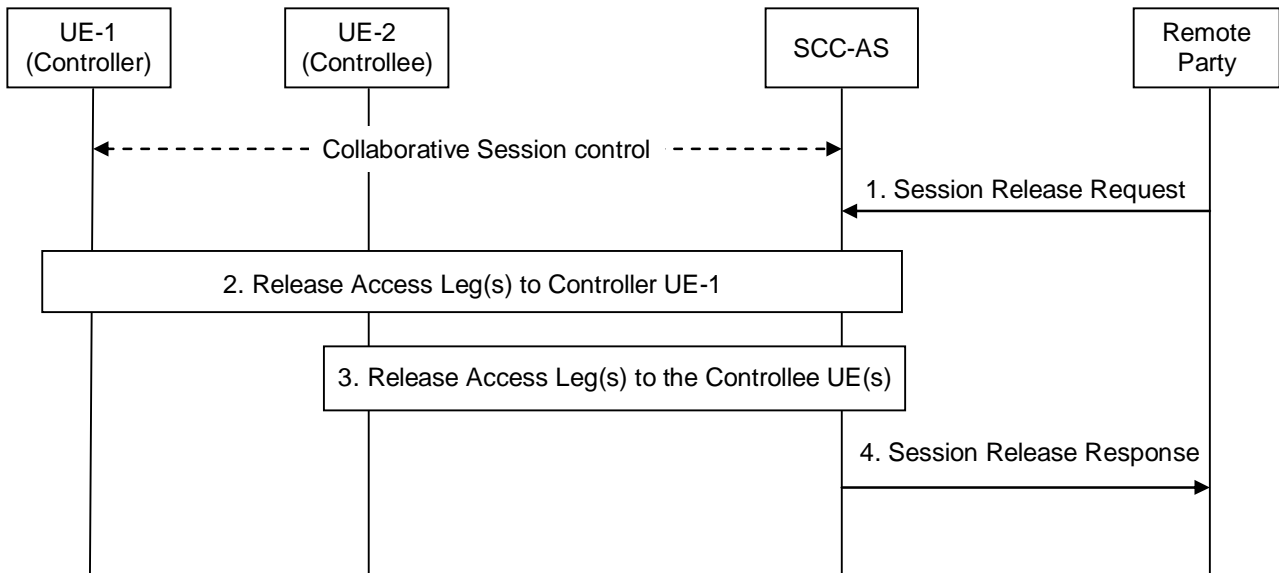 UE-1
(Controller)
UE-2
(Controllee)
SCC-AS
Remote
Party
Collaborative Session control
1. Session Release Request
2. Release Access Leg(s) to Controller UE-1
3. Release Access Leg(s) to the Controllee UE(s)
4. Session Release Response